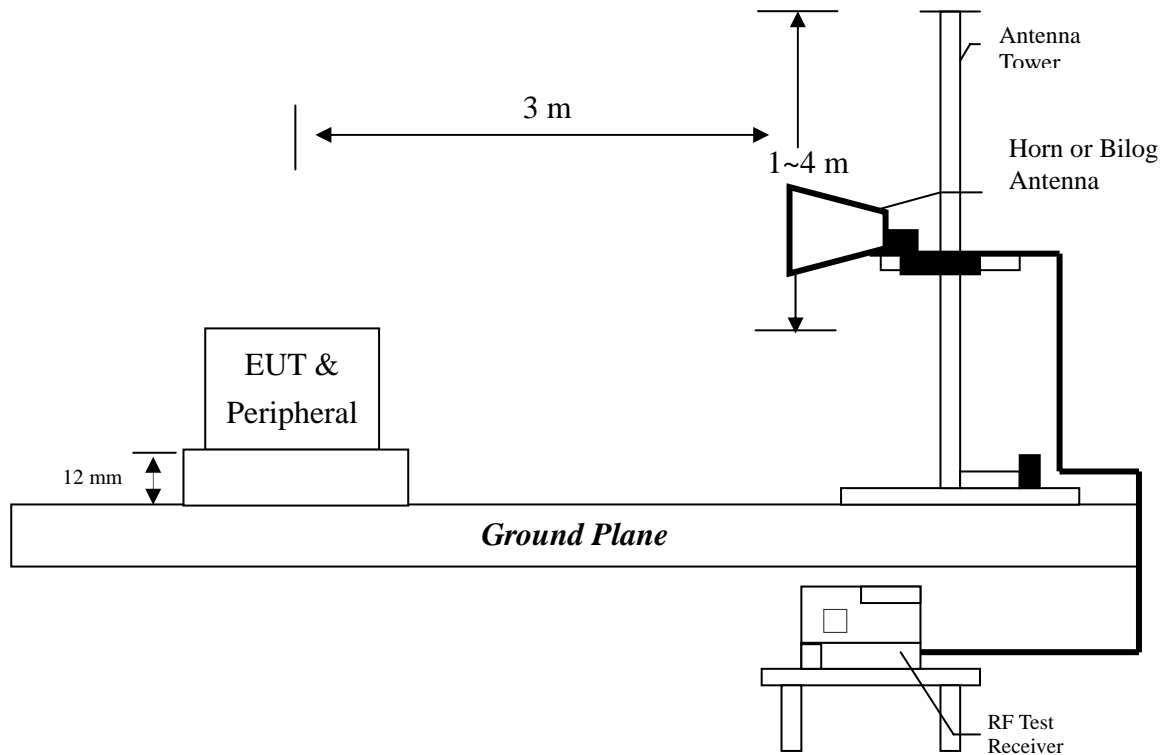 Antenna
Tower
3 m
1~4 m
Horn or Bilog
Antenna
EUT &
Peripheral
12 mm
Ground Plane
RF Test
Receiver